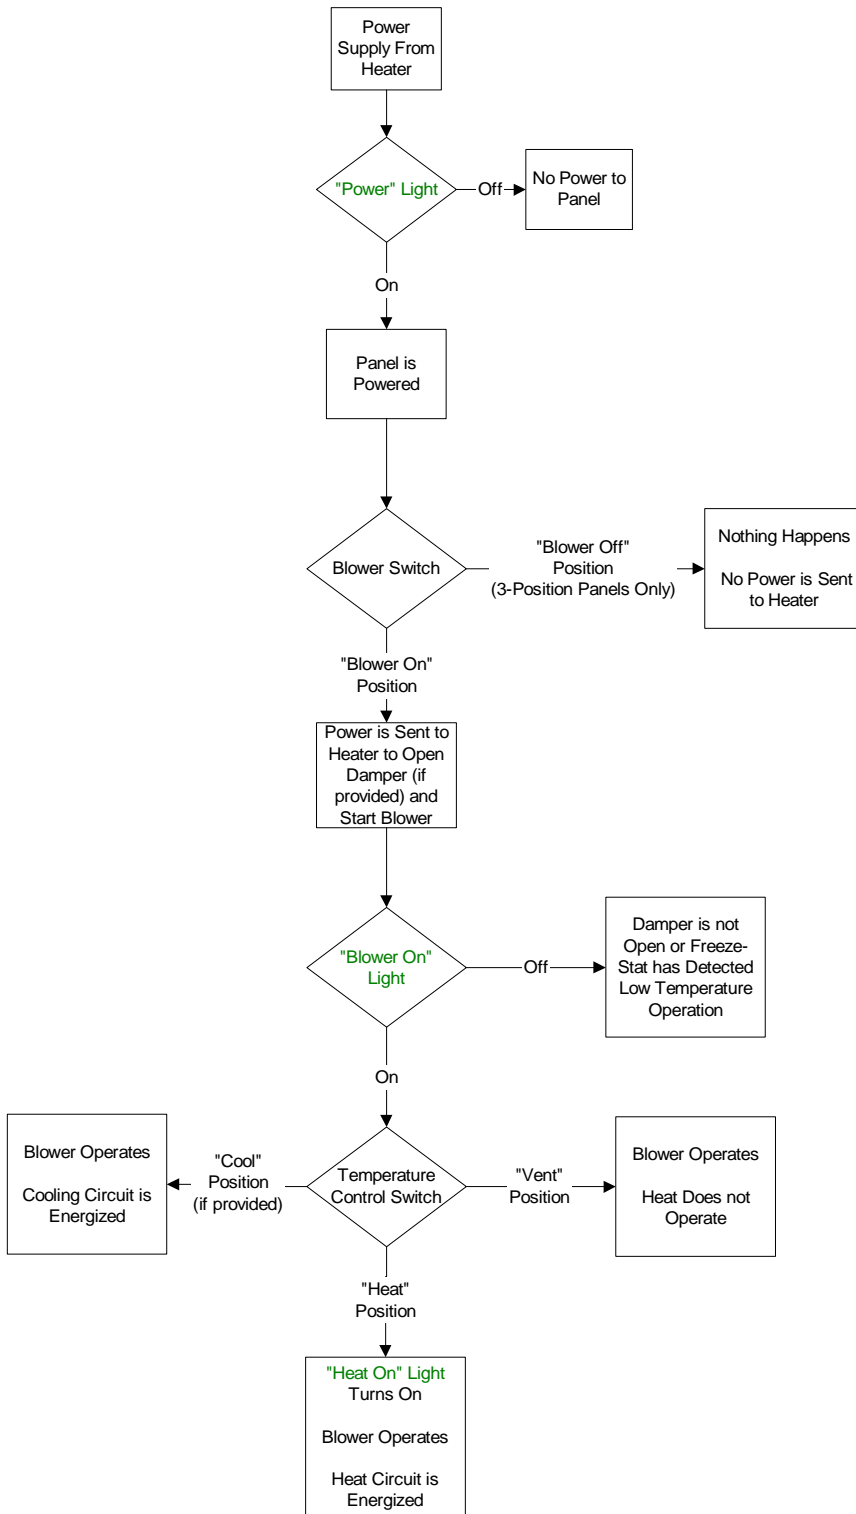 Power
Supply From
Heater
"Power" Light
Off
No Power to
Panel
On
Panel is
Powered
Blower Switch
"Blower Off"
Position
(3-Position Panels Only)
Nothing Happens
No Power is Sent
to Heater
"Blower On"
Position
Power is Sent to
Heater to Open
Damper (if
provided) and
Start Blower
"Blower On"
Light
Off
Damper is not
Open or Freeze-
Stat has Detected
Low Temperature
Operation
On
Blower Operates
Cooling Circuit is
Energized
"Cool"
Position
(if provided)
Temperature
Control Switch
"Vent"
Position
Blower Operates
Heat Does not
Operate
"Heat"
Position
"Heat On" Light
Turns On
Blower Operates
Heat Circuit is
Energized